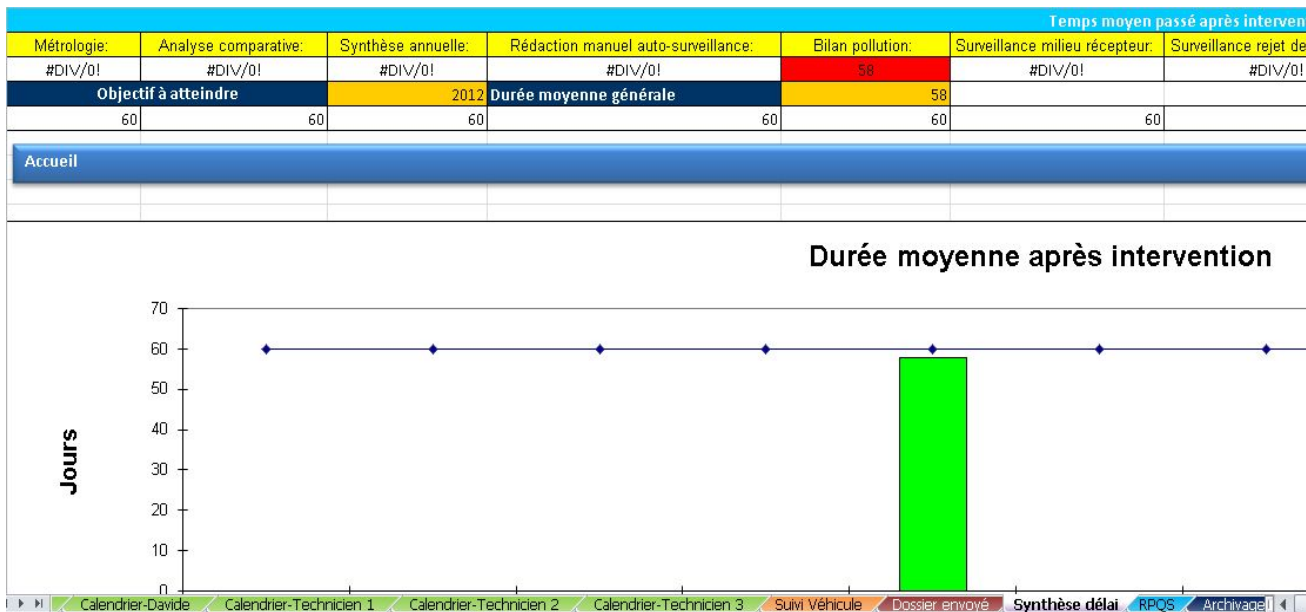 Temps moyen passé après interven
Métrologie: Analyse comparative: Synthèse annuelle: Rédaction manuel auto-surveillance: Bilan pollution: Surveillance milieu récepteur: Surveillance rejet de
#DIV/0! #DIV/0! #DIV/0! #DIV/0! 58 #DIV/0! #DIV/0!
Objectif à atteindre 2012 Durée moyenne générale 58
60 60 60 60 60 60
Accueil
Durée moyenne après intervention
Jours
70
60
50
40
30
20
10
0
Calendrier-Davide Calendrier-Technicien 1 Calendrier-Technicien 2 Calendrier-Technicien 3 Suivi Véhicule Dossier envoyé Synthèse délai RPQS Archivage